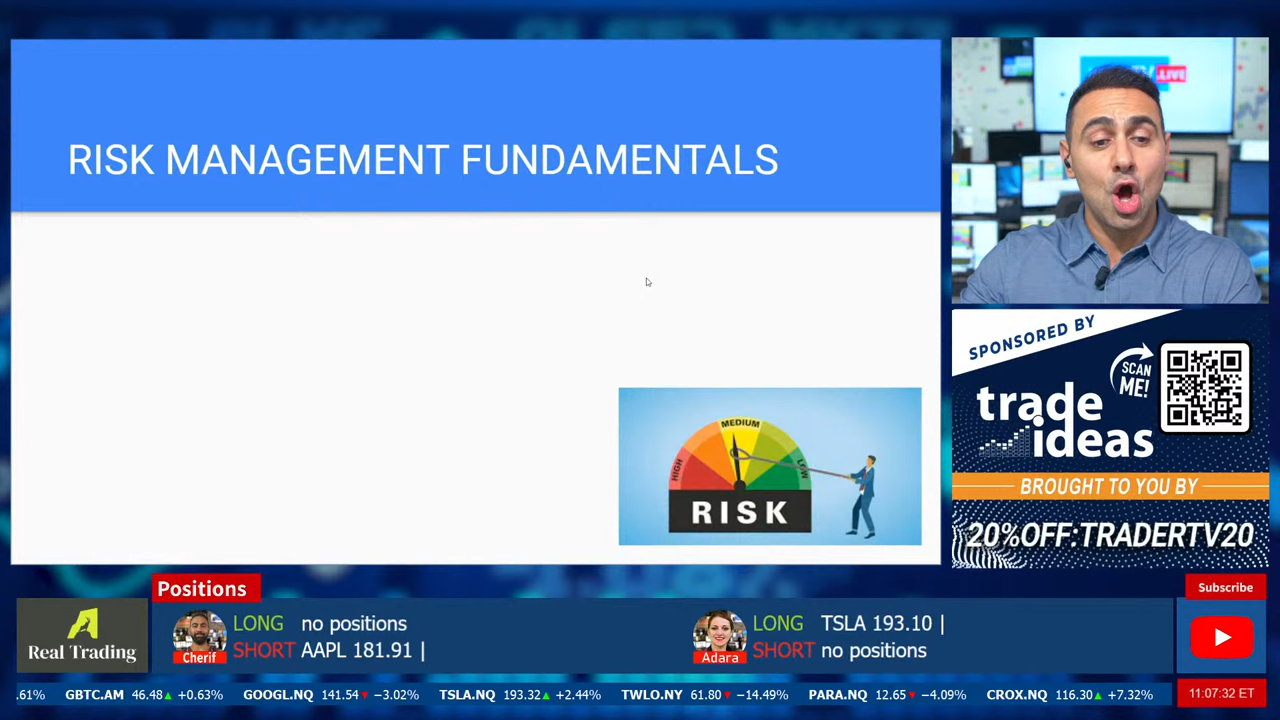 RISK MANAGEMENT FUNDAMENTALS
HIGH
MEDIUM
LOW
RISK
.LIVE
SPONSORED BY
SCAN
ME!
trade
ideas
BROUGHT TO YOU BY
20%OFF:TRADERTV20
Positions
Subscribe
Real Trading
Cherif
LONG no positions
SHORT AAPL 181.91 |
Adara
LONG TSLA 193.10 |
SHORT no positions
.61% GBTC.AM 46.48▲ +0.63% GOOGL.NQ 141.54▼ −3.02% TSLA.NQ 193.32▲ +2.44% TWLO.NY 61.80▼ −14.49% PARA.NQ 12.65▼ −4.09% CROX.NQ 116.30▲ +7.32%
11:07:32 ET